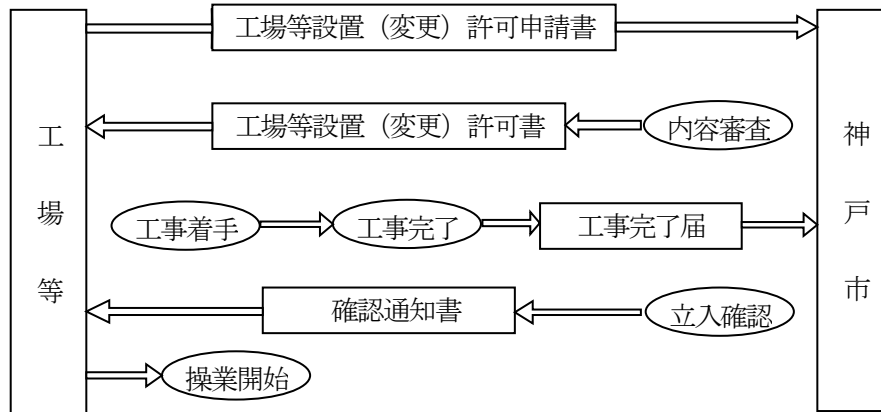 工場等設置（変更）許可申請書
工場等設置（変更）許可書
内容審査
工場等
神戸市
工事着手
工事完了
工事完了届
確認通知書
立入確認
操業開始